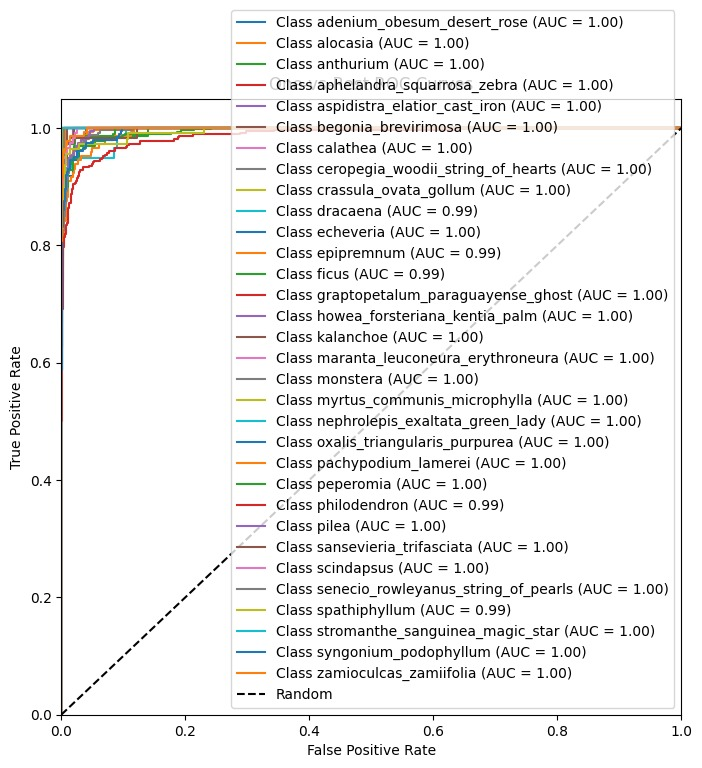 One-vs-Rest ROC Curves
Class adenium_obesum_desert_rose (AUC = 1.00)
Class alocasia (AUC = 1.00)
Class anthurium (AUC = 1.00)
Class aphelandra_squarrosa_zebra (AUC = 1.00)
Class aspidistra_elatior_cast_iron (AUC = 1.00)
Class begonia_brevirimosa (AUC = 1.00)
Class calathea (AUC = 1.00)
Class ceropegia_woodii_string_of_hearts (AUC = 1.00)
Class crassula_ovata_gollum (AUC = 1.00)
Class dracaena (AUC = 0.99)
Class echeveria (AUC = 1.00)
Class epipremnum (AUC = 0.99)
Class ficus (AUC = 0.99)
Class graptopetalum_paraguayense_ghost (AUC = 1.00)
Class howea_forsteriana_kentia_palm (AUC = 1.00)
Class kalanchoe (AUC = 1.00)
Class maranta_leuconeura_erythroneura (AUC = 1.00)
Class monstera (AUC = 1.00)
Class myrtus_communis_microphylla (AUC = 1.00)
Class nephrolepis_exaltata_green_lady (AUC = 1.00)
Class oxalis_triangularis_purpurea (AUC = 1.00)
Class pachypodium_lamerei (AUC = 1.00)
Class peperomia (AUC = 1.00)
Class philodendron (AUC = 0.99)
Class pilea (AUC = 1.00)
Class sansevieria_trifasciata (AUC = 1.00)
Class scindapsus (AUC = 1.00)
Class senecio_rowleyanus_string_of_pearls (AUC = 1.00)
Class spathiphyllum (AUC = 0.99)
Class stromanthe_sanguinea_magic_star (AUC = 1.00)
Class syngonium_podophyllum (AUC = 1.00)
Class zamioculcas_zamiifolia (AUC = 1.00)
Random
True Positive Rate
1.0
0.8
0.6
0.4
0.2
0.0
0.0 0.2 0.4 0.6 0.8 1.0
False Positive Rate